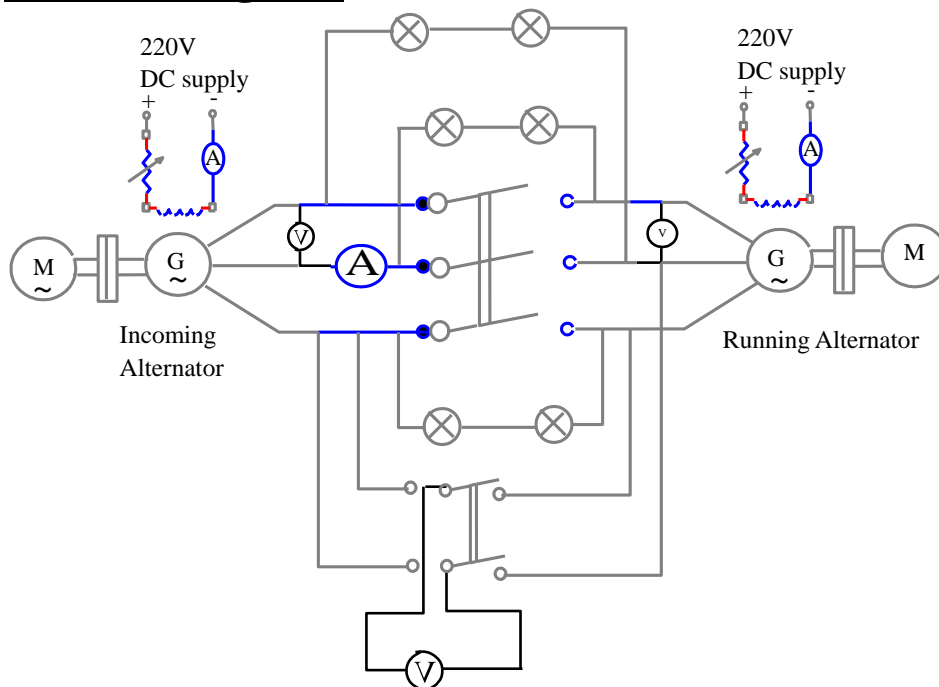 220V
DC supply
+ -
A
220V
DC supply
+ -
A
V
A
v
M
~
G
~
G
~
M
Incoming
Alternator
Running Alternator
V